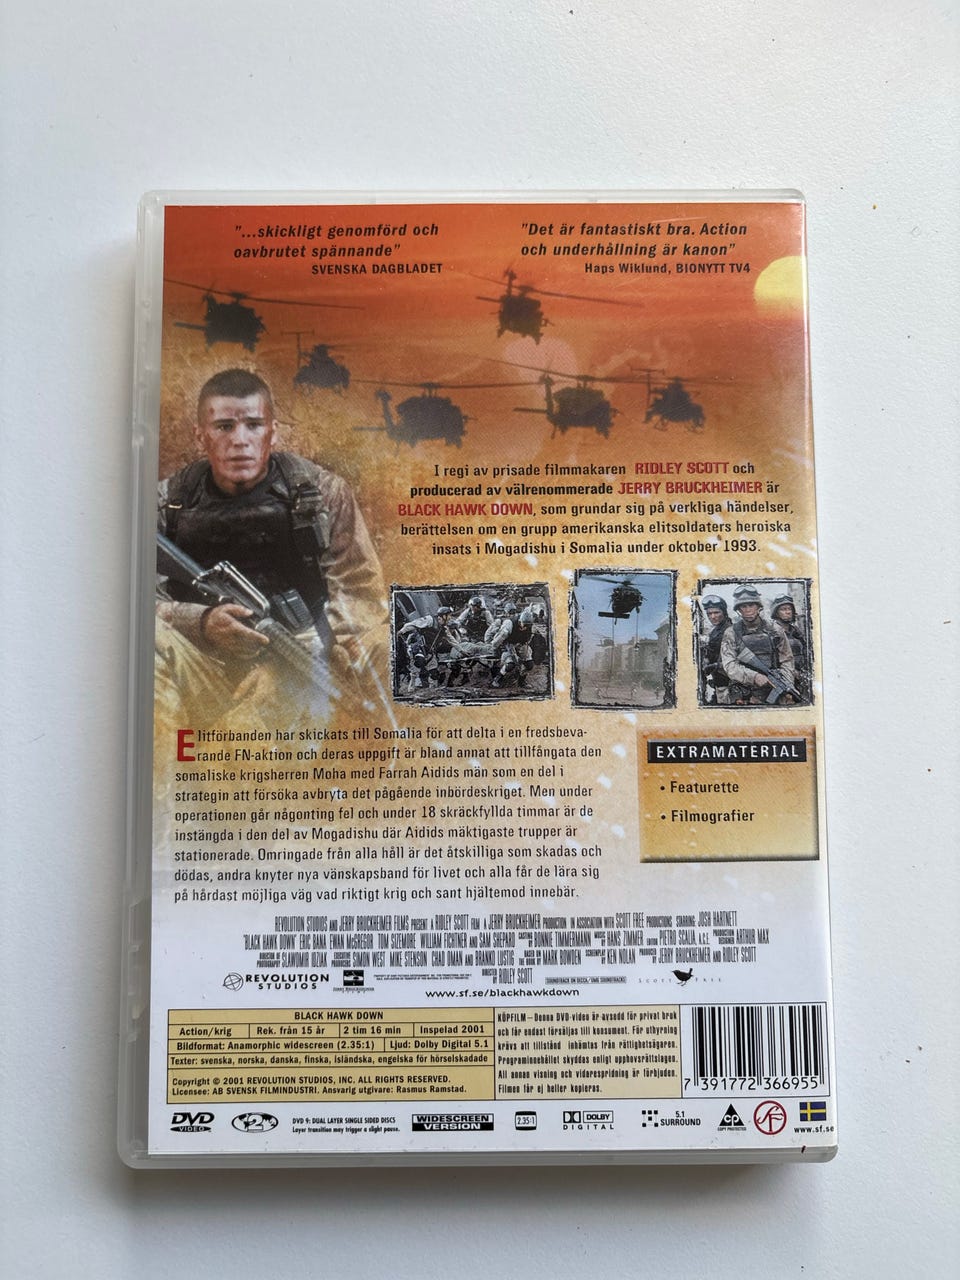 "...skickligt genomförd och
oavbrutet spännande"
SVENSKA DAGBLADET
"Det är fantastiskt bra. Action
och underhållning är kanon"
Haps Wiklund, BIONYTT TV4
I regi av prisade filmmakaren RIDLEY SCOTT och
producerad av välrenommerade JERRY BRUCKHEIMER är
BLACK HAWK DOWN, som grundar sig på verkliga händelser,
berättelsen om en grupp amerikanska elitsoldaters heroiska
insats i Mogadishu i Somalia under oktober 1993.
Elitförbanden har skickats till Somalia för att delta i en fredsbeva-
rande FN-aktion och deras uppgift är bland annat att tillfångata den
somaliske krigsherren Moha med Farrah Aidids män som en del i
strategin att försöka avbryta det pågående inbördeskriget. Men under
operationen går någonting fel och under 18 skräckfyllda timmar är de
instängda i den del av Mogadishu där Aidids mäktigaste trupper är
stationerade. Omringade från alla håll är det åtskilliga som skadas och
dödas, andra knyter nya vänskapsband för livet och alla får de lära sig
på hårdast möjliga väg vad riktigt krig och sant hjältemod innebär.
EXTRAMATERIAL
• Featurette
• Filmografier
REVOLUTION STUDIOS AND JERRY BRUCKHEIMER FILMS PRESENT A RIDLEY SCOTT FILM A JERRY BRUCKHEIMER PRODUCTION IN ASSOCIATION WITH SCOTT FREE PRODUCTIONS STARRING JOSH HARTNETT
"BLACK HAWK DOWN" ERIC BANA EWAN McGREGOR TOM SIZEMORE WILLIAM FICHTNER AND SAM SHEPARD CASTING BY BONNIE TIMMERMANN MUSIC BY HANS ZIMMER EDITOR PIETRO SCALIA, A.C.E. PRODUCTION DESIGNER ARTHUR MAX
DIRECTOR OF PHOTOGRAPHY SLAWOMIR IDZIAK EXECUTIVE PRODUCERS SIMON WEST MIKE STENSON CHAD OMAN AND BRANKO LUSTIG BASED ON THE BOOK BY MARK BOWDEN SCREENPLAY BY KEN NOLAN PRODUCED BY JERRY BRUCKHEIMER AND RIDLEY SCOTT
DIRECTED BY RIDLEY SCOTT
REVOLUTION
STUDIOS
JERRY BRUCKHEIMER
FILMS
SOUNDTRACK ON DECCA/UMG SOUNDTRACKS
SCOTT FREE
www.sf.se/blackhawkdown
BLACK HAWK DOWN
Action/krig Rek. från 15 år 2 tim 16 min Inspelad 2001
Bildformat: Anamorphic widescreen (2.35:1) Ljud: Dolby Digital 5.1
Texter: svenska, norska, danska, finska, isländska, engelska för hörselskadade
Copyright © 2001 REVOLUTION STUDIOS, INC. ALL RIGHTS RESERVED.
Licensee: AB SVENSK FILMINDUSTRI. Ansvarig utgivare: Rasmus Ramstad.
KÖPFILM – Denna DVD-video är avsedd för privat bruk
och får endast försäljas till konsument. För uthyrning
krävs att tillstånd inhämtas från rättighetsägaren.
Programinnehållet skyddas enligt upphovsrättslagen.
All annan visning och vidarespridning är förbjuden.
Filmen får ej heller kopieras.
7 391772 366955
DVD
VIDEO
2
DVD 9: DUAL LAYER SINGLE SIDED DISCS
Layer transition may trigger a slight pause.
WIDESCREEN
VERSION
2.35:1
DOLBY
DIGITAL
5.1
SURROUND
CP
COPY PROTECTED
SF
www.sf.se